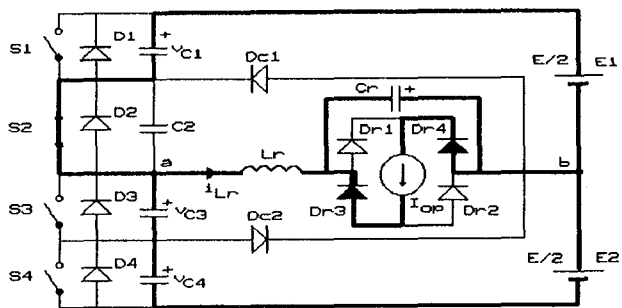 S1
D1
+
vC1
Dc1
E/2
E1
Cr
+
S2
D2
C2
Dr1
Dr4
a
Lr
b
iLr
S3
D3
+
vC3
Dr3
Iop
Dr2
Dc2
S4
D4
+
vC4
E/2
E2